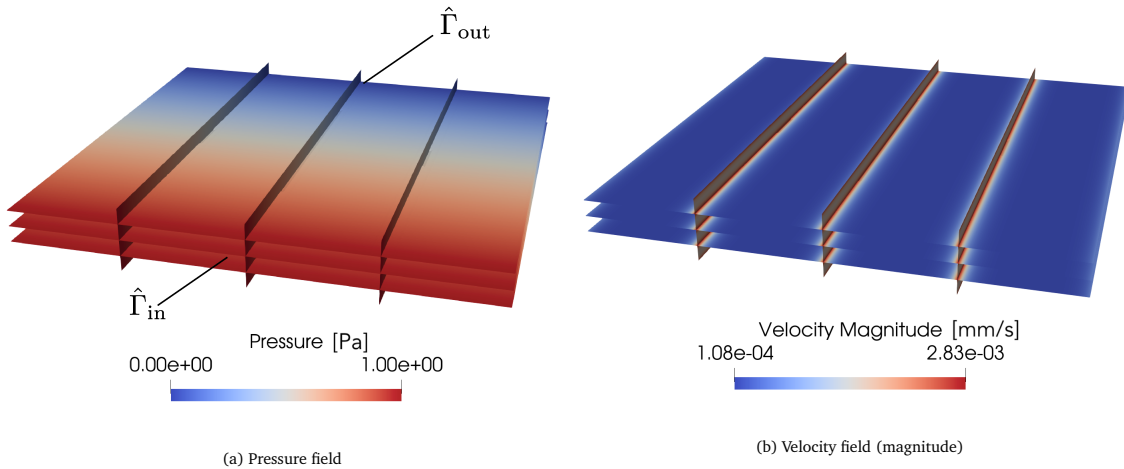 Γ̂out
Γ̂in
Pressure [Pa]
0.00e+00 1.00e+00
(a) Pressure field
Velocity Magnitude [mm/s]
1.08e-04 2.83e-03
(b) Velocity field (magnitude)